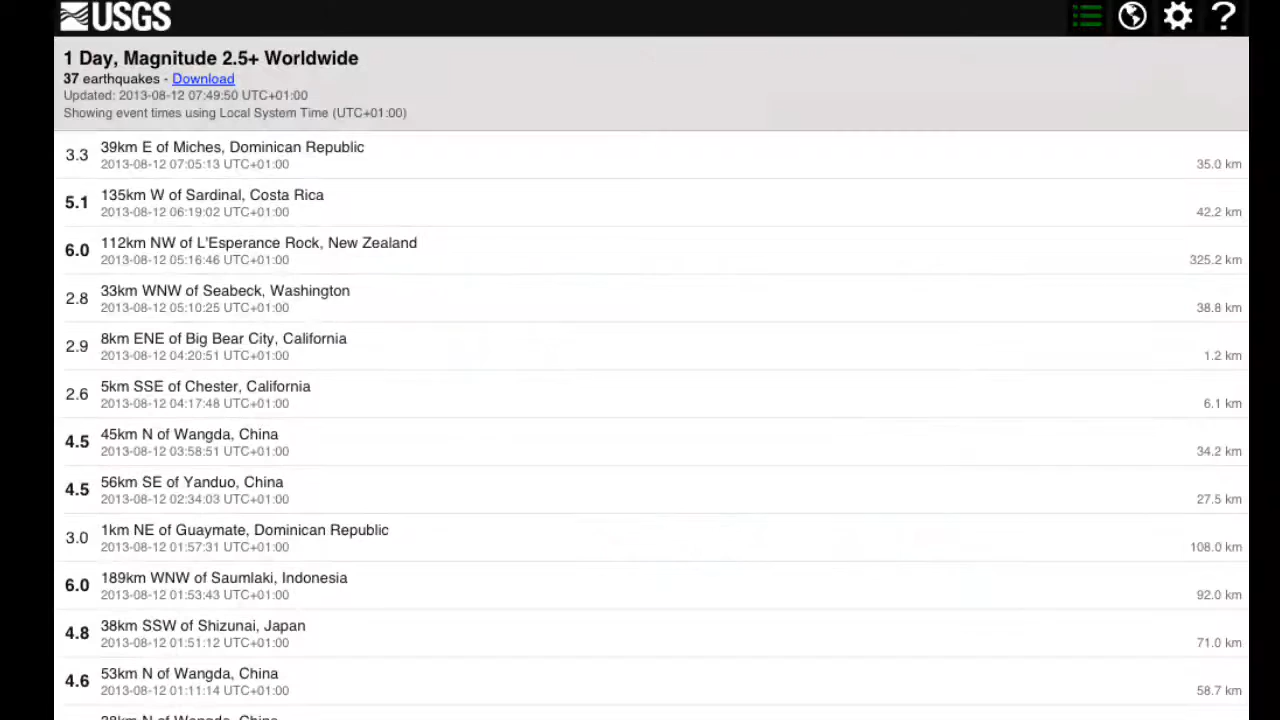 USGS
?
1 Day, Magnitude 2.5+ Worldwide
37 earthquakes - Download
Updated: 2013-08-12 07:49:50 UTC+01:00
Showing event times using Local System Time (UTC+01:00)
3.3 39km E of Miches, Dominican Republic
2013-08-12 07:05:13 UTC+01:00 35.0 km
5.1 135km W of Sardinal, Costa Rica
2013-08-12 06:19:02 UTC+01:00 42.2 km
6.0 112km NW of L'Esperance Rock, New Zealand
2013-08-12 05:16:46 UTC+01:00 325.2 km
2.8 33km WNW of Seabeck, Washington
2013-08-12 05:10:25 UTC+01:00 38.8 km
2.9 8km ENE of Big Bear City, California
2013-08-12 04:20:51 UTC+01:00 1.2 km
2.6 5km SSE of Chester, California
2013-08-12 04:17:48 UTC+01:00 6.1 km
4.5 45km N of Wangda, China
2013-08-12 03:58:51 UTC+01:00 34.2 km
4.5 56km SE of Yanduo, China
2013-08-12 02:34:03 UTC+01:00 27.5 km
3.0 1km NE of Guaymate, Dominican Republic
2013-08-12 01:57:31 UTC+01:00 108.0 km
6.0 189km WNW of Saumlaki, Indonesia
2013-08-12 01:53:43 UTC+01:00 92.0 km
4.8 38km SSW of Shizunai, Japan
2013-08-12 01:51:12 UTC+01:00 71.0 km
4.6 53km N of Wangda, China
2013-08-12 01:11:14 UTC+01:00 58.7 km
N of Wangda, China